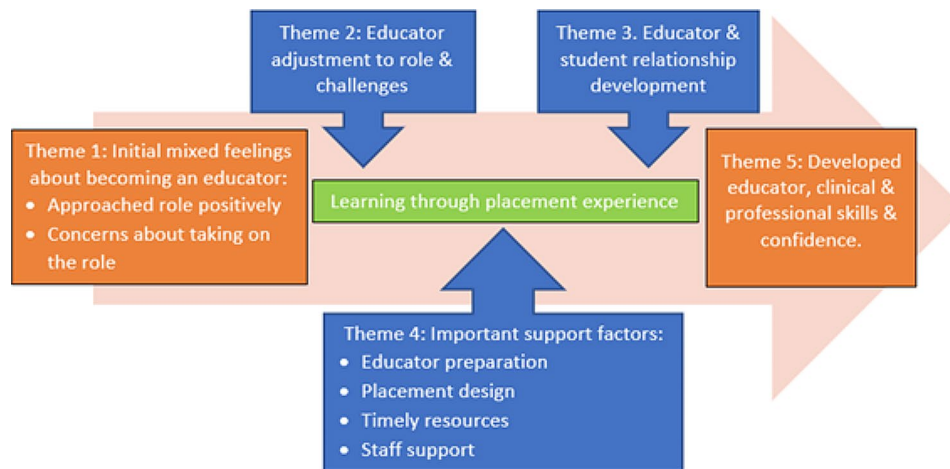 Theme 2: Educator
adjustment to role &
challenges
Theme 3. Educator &
student relationship
development
Theme 1: Initial mixed feelings
about becoming an educator:
• Approached role positively
• Concerns about taking on
the role
Learning through placement experience
Theme 5: Developed
educator, clinical &
professional skills &
confidence.
Theme 4: Important support factors:
• Educator preparation
• Placement design
• Timely resources
• Staff support